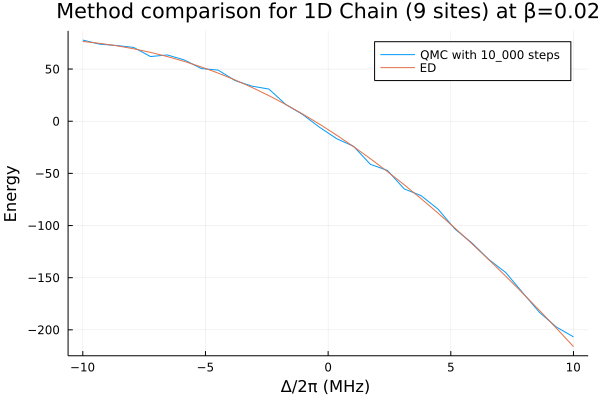 Method comparison for 1D Chain (9 sites) at β=0.02
QMC with 10_000 steps
ED
Energy
50
0
−50
−100
−150
−200
−10
−5
0
5
10
Δ/2π (MHz)